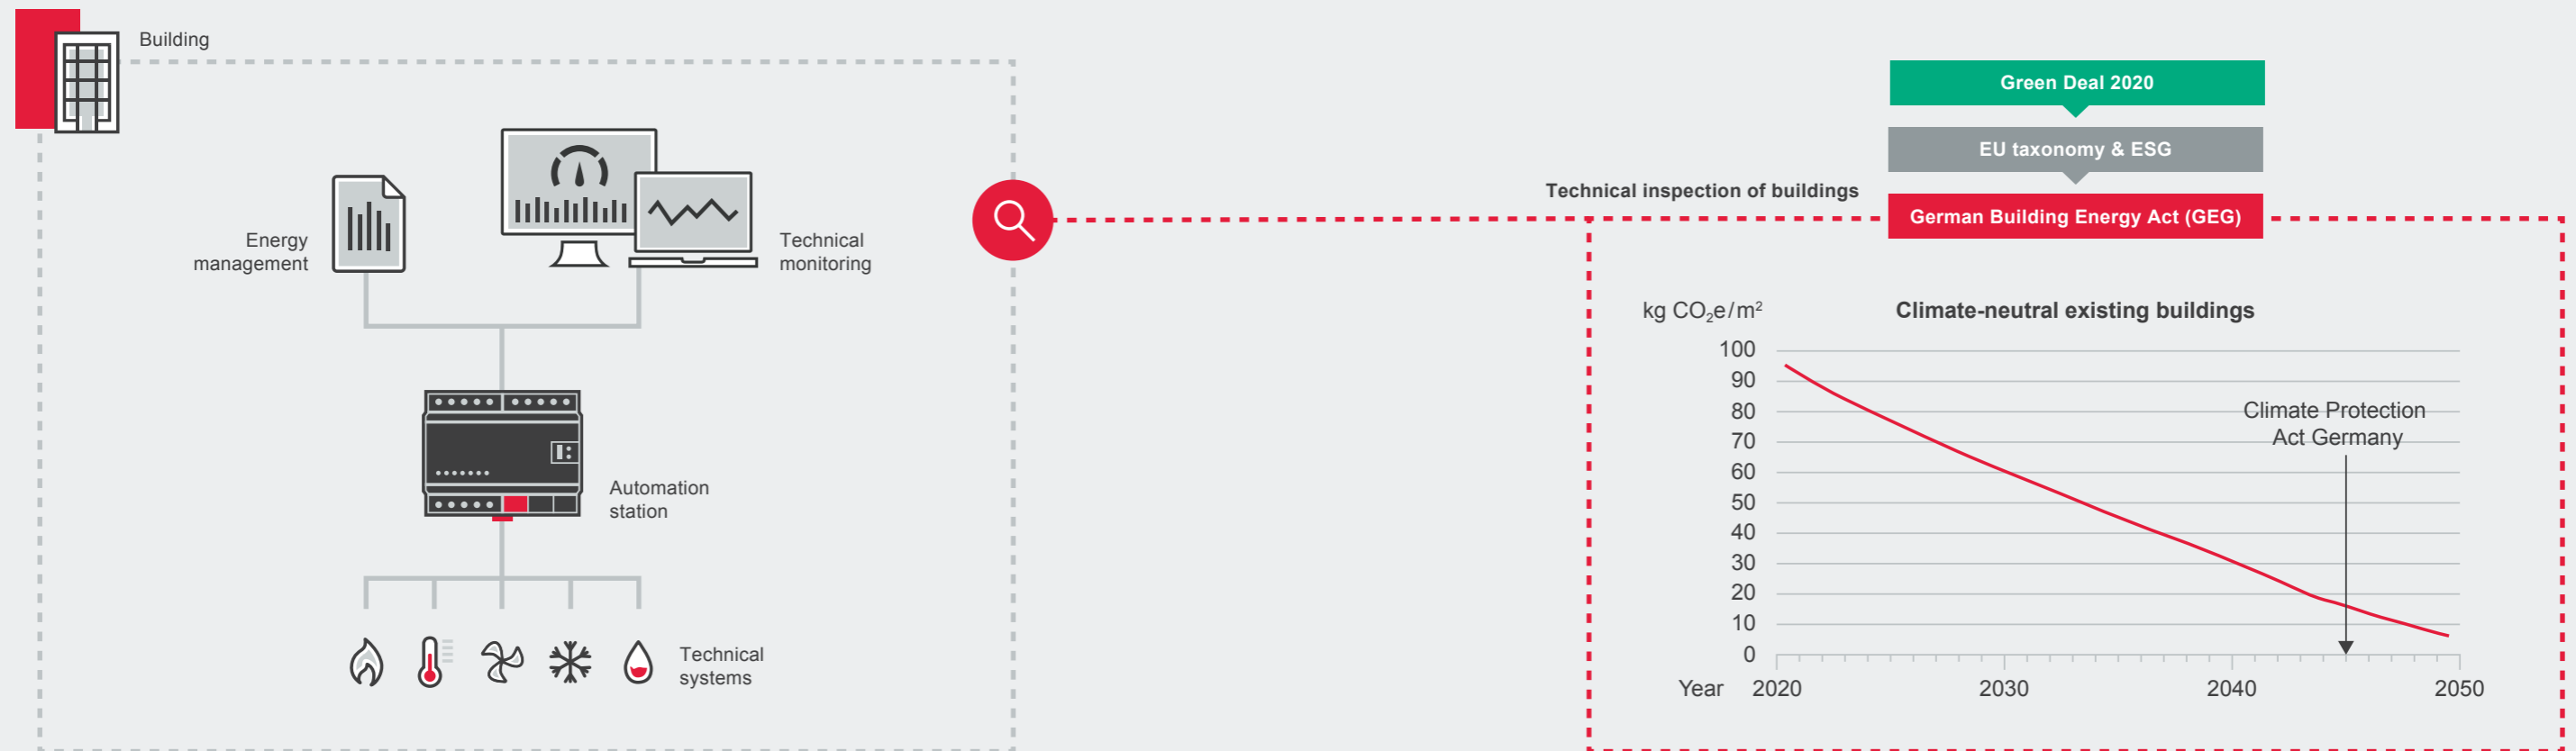 Building
Energy
management
Technical
monitoring
Automation
station
Technical
systems
Green Deal 2020
EU taxonomy & ESG
Technical inspection of buildings
German Building Energy Act (GEG)
kg CO₂e/m²
Climate-neutral existing buildings
100
90
80
70
60
50
40
30
20
10
0
Climate Protection
Act Germany
Year 2020 2030 2040 2050